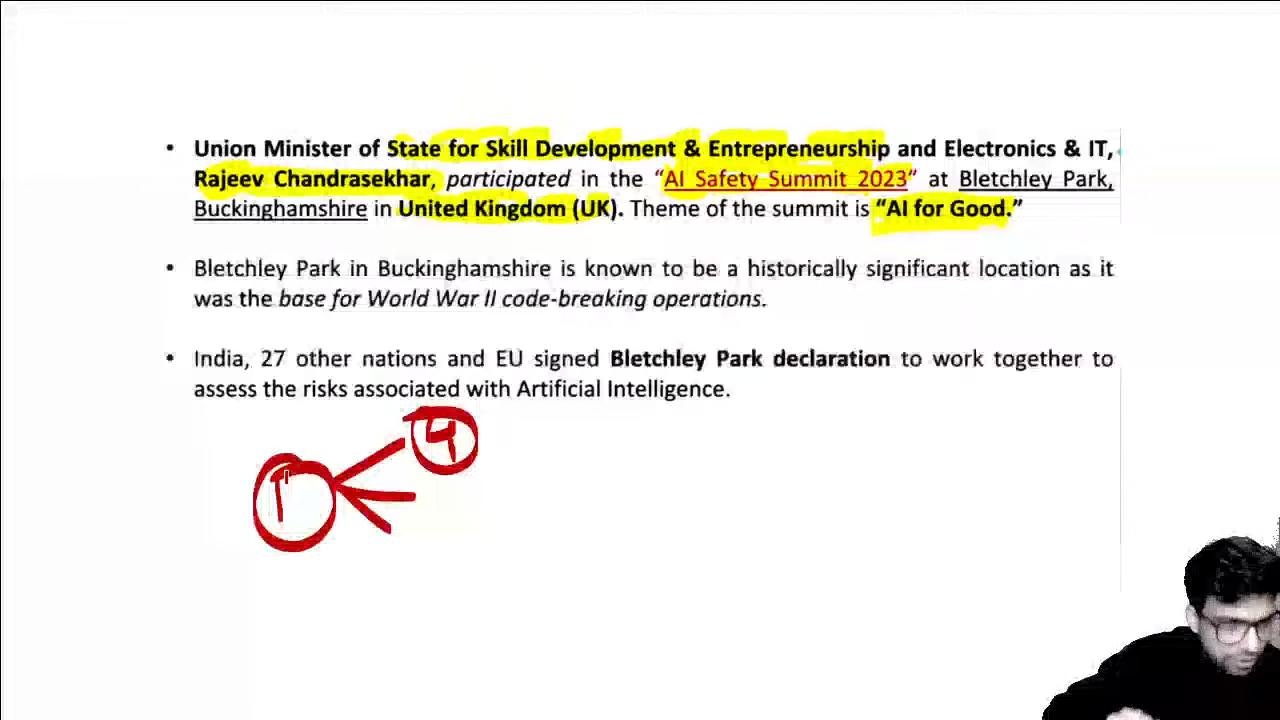 • Union Minister of State for Skill Development & Entrepreneurship and Electronics & IT,
Rajeev Chandrasekhar, participated in the “AI Safety Summit 2023” at Bletchley Park,
Buckinghamshire in United Kingdom (UK). Theme of the summit is “AI for Good.”
• Bletchley Park in Buckinghamshire is known to be a historically significant location as it
was the base for World War II code-breaking operations.
• India, 27 other nations and EU signed Bletchley Park declaration to work together to
assess the risks associated with Artificial Intelligence.
4